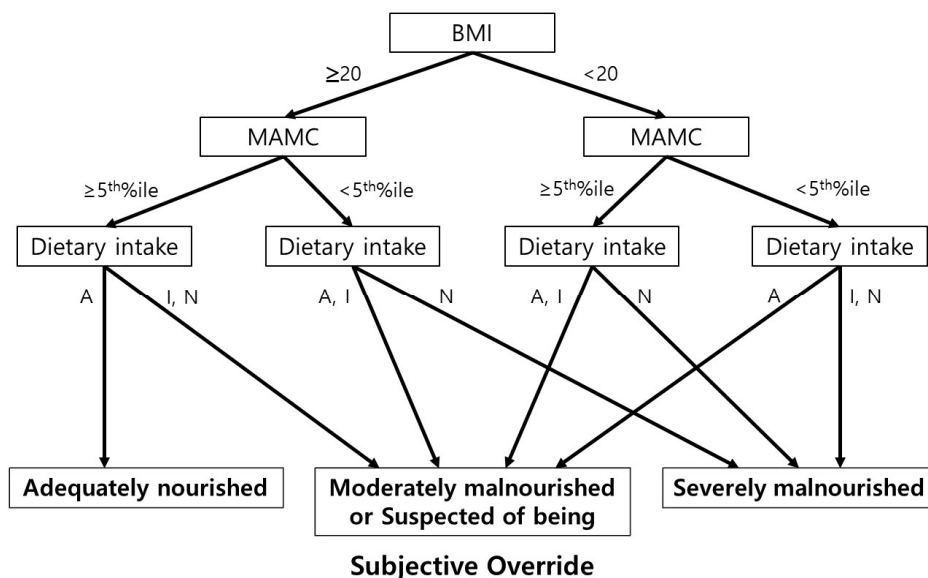 BMI
≥20
<20
MAMC
MAMC
≥5th%ile
<5th%ile
≥5th%ile
<5th%ile
Dietary intake
Dietary intake
Dietary intake
Dietary intake
A
I, N
A, I
N
A, I
N
A
I, N
Adequately nourished
Moderately malnourished
or Suspected of being
Severely malnourished
Subjective Override